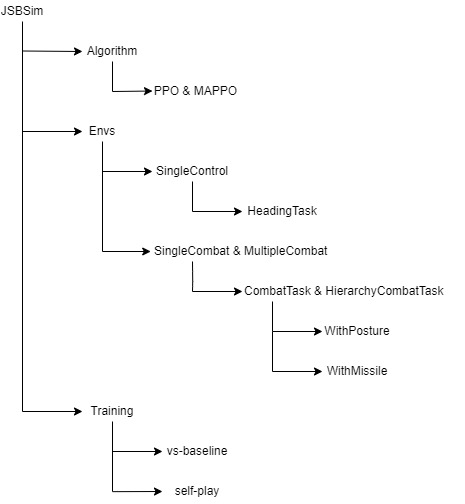 JSBSim
Algorithm
PPO & MAPPO
Envs
SingleControl
HeadingTask
SingleCombat & MultipleCombat
CombatTask & HierarchyCombatTask
WithPosture
WithMissile
Training
vs-baseline
self-play